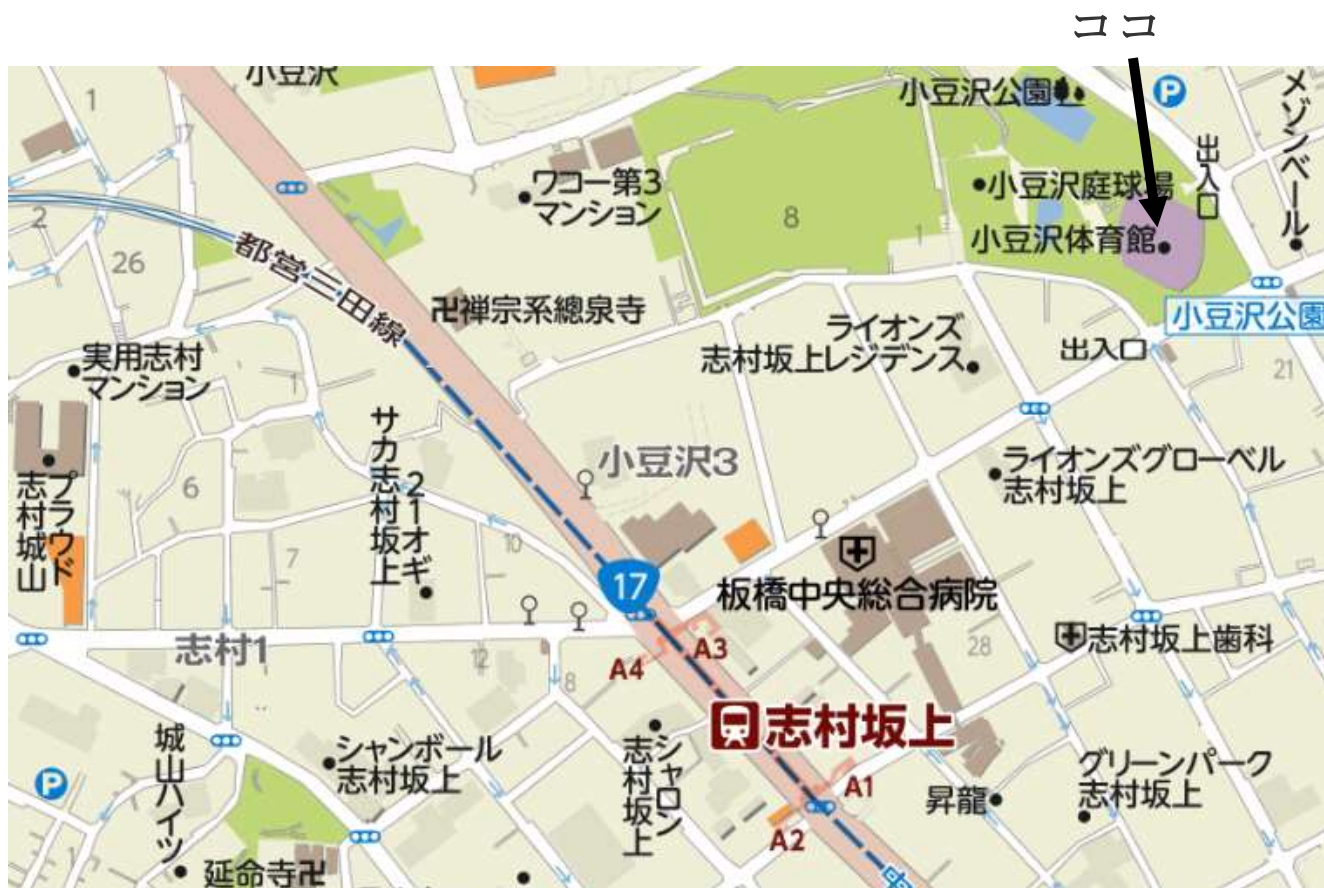 ココ
小豆沢
小豆沢公園
P
メゾンベール
1
17
ワコー第3
マンション
出入口
小豆沢庭球場
2
8
1
小豆沢体育館
都営三田線
26
卍禅宗系總泉寺
小豆沢公園
ライオンズ
志村坂上レジデンス
出入口
実用志村
マンション
1
21
サカ志村坂上
21オギ
小豆沢3
ライオンズグローベル
志村坂上
プラウド
志村城山
6
7
10
17
板橋中央総合病院
志村1
12
8
A4
A3
28
志村坂上歯科
志村坂上
城山ハイツ
シャンボール
志村坂上
シャロン
志村坂上
A1
A2
昇龍
グリーンパーク
志村坂上
P
17
延命寺卍